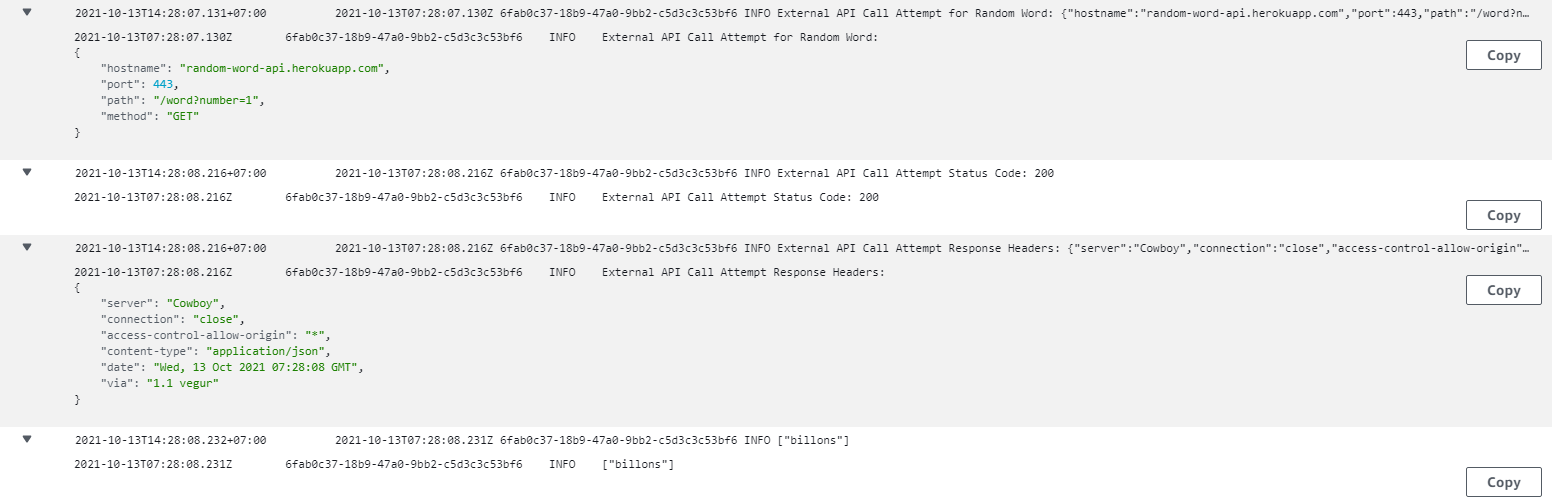 2021-10-13T14:28:07.131+07:00 2021-10-13T07:28:07.130Z 6fab0c37-18b9-47a0-9bb2-c5d3c3c53bf6 INFO External API Call Attempt for Random Word: {"hostname":"random-word-api.herokuapp.com","port":443,"path":"/word?n…
2021-10-13T07:28:07.130Z 6fab0c37-18b9-47a0-9bb2-c5d3c3c53bf6 INFO External API Call Attempt for Random Word:
Copy
{
"hostname": "random-word-api.herokuapp.com",
"port": 443,
"path": "/word?number=1",
"method": "GET"
}
2021-10-13T14:28:08.216+07:00 2021-10-13T07:28:08.216Z 6fab0c37-18b9-47a0-9bb2-c5d3c3c53bf6 INFO External API Call Attempt Status Code: 200
2021-10-13T07:28:08.216Z 6fab0c37-18b9-47a0-9bb2-c5d3c3c53bf6 INFO External API Call Attempt Status Code: 200
Copy
2021-10-13T14:28:08.216+07:00 2021-10-13T07:28:08.216Z 6fab0c37-18b9-47a0-9bb2-c5d3c3c53bf6 INFO External API Call Attempt Response Headers: {"server":"Cowboy","connection":"close","access-control-allow-origin"…
2021-10-13T07:28:08.216Z 6fab0c37-18b9-47a0-9bb2-c5d3c3c53bf6 INFO External API Call Attempt Response Headers:
Copy
{
"server": "Cowboy",
"connection": "close",
"access-control-allow-origin": "*",
"content-type": "application/json",
"date": "Wed, 13 Oct 2021 07:28:08 GMT",
"via": "1.1 vegur"
}
2021-10-13T14:28:08.232+07:00 2021-10-13T07:28:08.231Z 6fab0c37-18b9-47a0-9bb2-c5d3c3c53bf6 INFO ["billons"]
2021-10-13T07:28:08.231Z 6fab0c37-18b9-47a0-9bb2-c5d3c3c53bf6 INFO ["billons"]
Copy